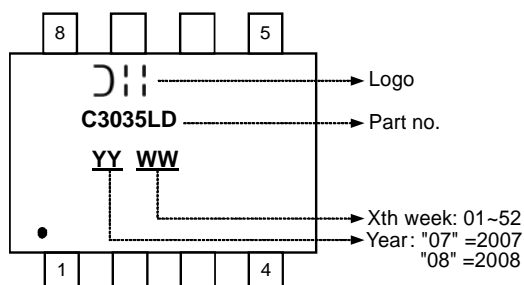 8 5
Logo
C3035LD Part no.
YY WW
Xth week: 01~52
Year: "07" =2007
"08" =2008
1 4